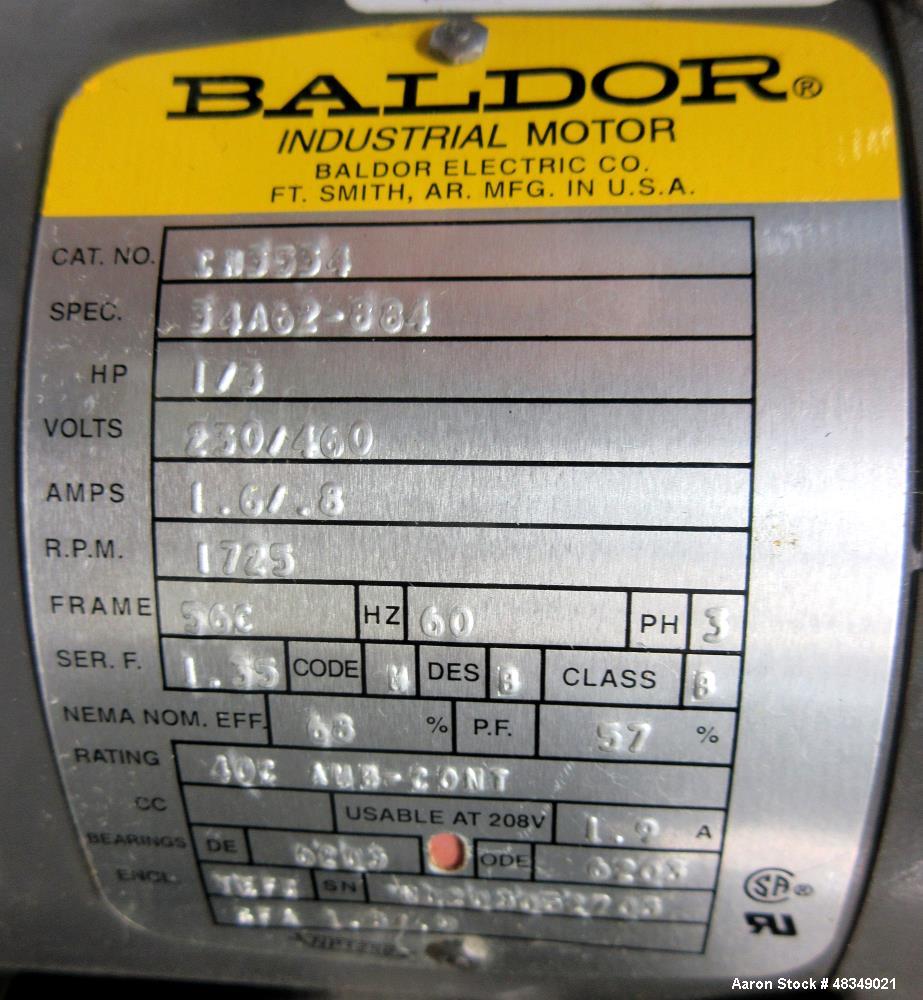 BALDOR®
INDUSTRIAL MOTOR
BALDOR ELECTRIC CO.
FT. SMITH, AR. MFG. IN U.S.A.
CAT. NO.
SPEC. 34A62-884
HP 1/3
VOLTS 230/460
AMPS 1.6/.8
R.P.M. 1725
FRAME 56C HZ 60 PH 3
SER. F. 1.35 CODE M DES B CLASS B
NEMA NOM. EFF. 68 % P.F. 57 %
RATING 40C AMB-CONT
CC USABLE AT 208V 1.9 A
BEARINGS DE ODE 6203
ENCL. TEFC SN
SA®
Aaron Stock # 48349021